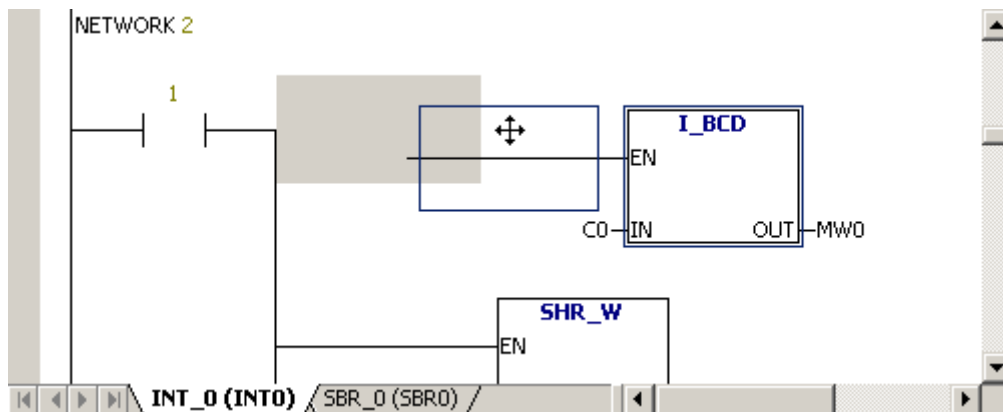 NETWORK 2
1
I_BCD
EN
C0 IN OUT MW0
SHR_W
EN
INT_0 (INT0) SBR_0 (SBR0)